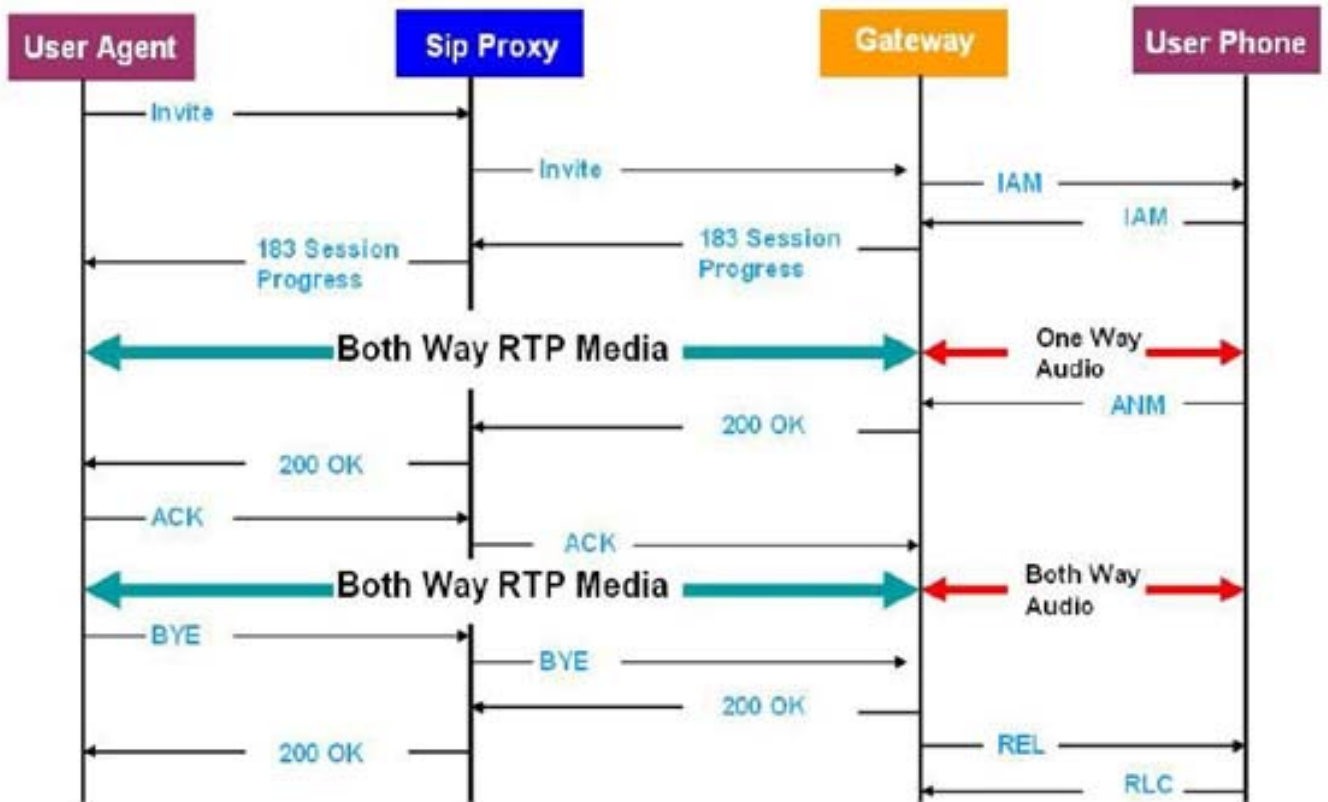 User Agent
Sip Proxy
Gateway
User Phone
Invite
Invite
IAM
IAM
183 Session
Progress
183 Session
Progress
Both Way RTP Media
One Way
Audio
ANM
200 OK
200 OK
ACK
ACK
Both Way RTP Media
Both Way
Audio
BYE
BYE
200 OK
200 OK
REL
RLC